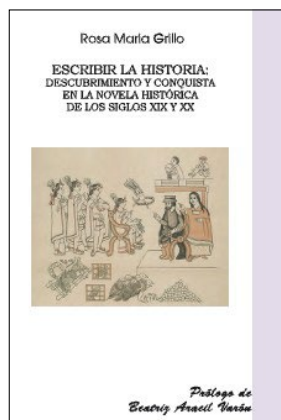 Rosa Maria Grillo
ESCRIBIR LA HISTORIA:
DESCUBRIMIENTO Y CONQUISTA
EN LA NOVELA HISTÓRICA
DE LOS SIGLOS XIX Y XX
Prólogo de
Beatriz Aracil Varón